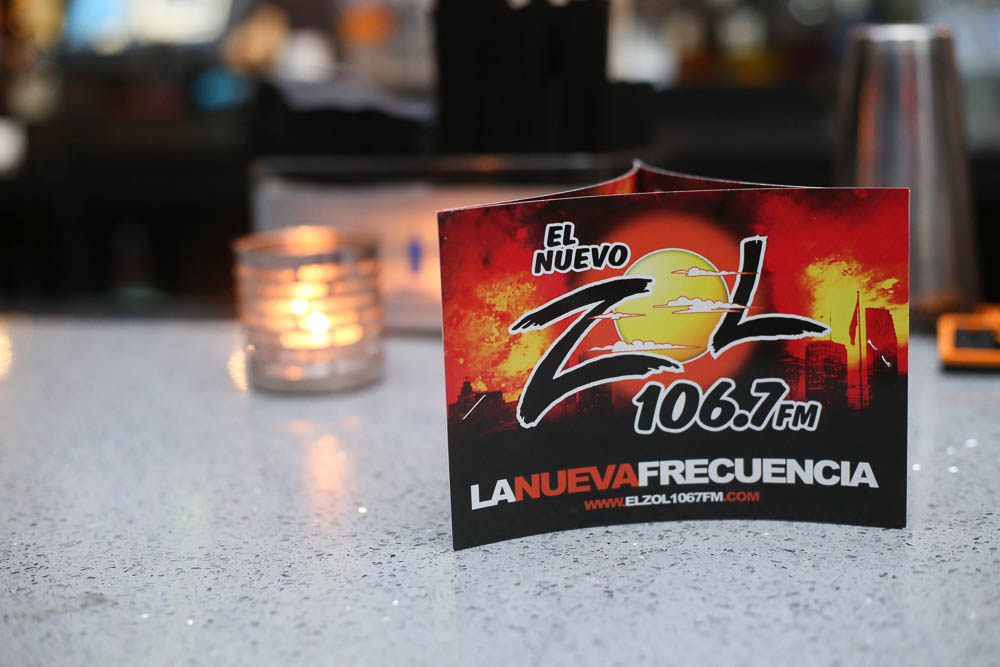 EL
NUEVO
ZOL
106.7FM
LANUEVAFRECUENCIA
WWW.ELZOL1067FM.COM